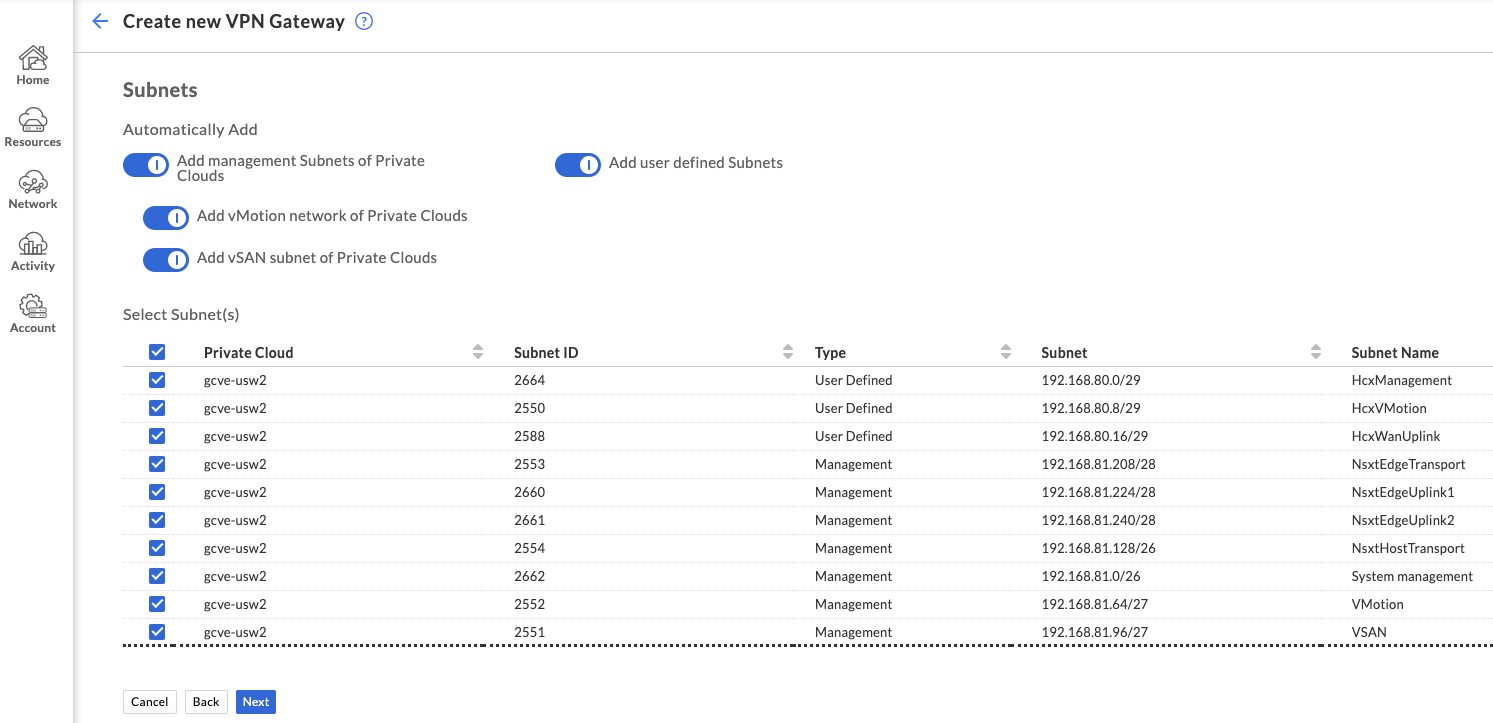 Create new VPN Gateway ?
Home
Resources
Network
Activity
Account
Subnets
Automatically Add
Add management Subnets of Private
Clouds
Add user defined Subnets
Add vMotion network of Private Clouds
Add vSAN subnet of Private Clouds
Select Subnet(s)
Private Cloud Subnet ID Type Subnet Subnet Name
gcve-usw2 2664 User Defined 192.168.80.0/29 HcxManagement
gcve-usw2 2550 User Defined 192.168.80.8/29 HcxVMotion
gcve-usw2 2588 User Defined 192.168.80.16/29 HcxWanUplink
gcve-usw2 2553 Management 192.168.81.208/28 NsxtEdgeTransport
gcve-usw2 2660 Management 192.168.81.224/28 NsxtEdgeUplink1
gcve-usw2 2661 Management 192.168.81.240/28 NsxtEdgeUplink2
gcve-usw2 2554 Management 192.168.81.128/26 NsxtHostTransport
gcve-usw2 2662 Management 192.168.81.0/26 System management
gcve-usw2 2552 Management 192.168.81.64/27 VMotion
gcve-usw2 2551 Management 192.168.81.96/27 VSAN
Cancel Back Next